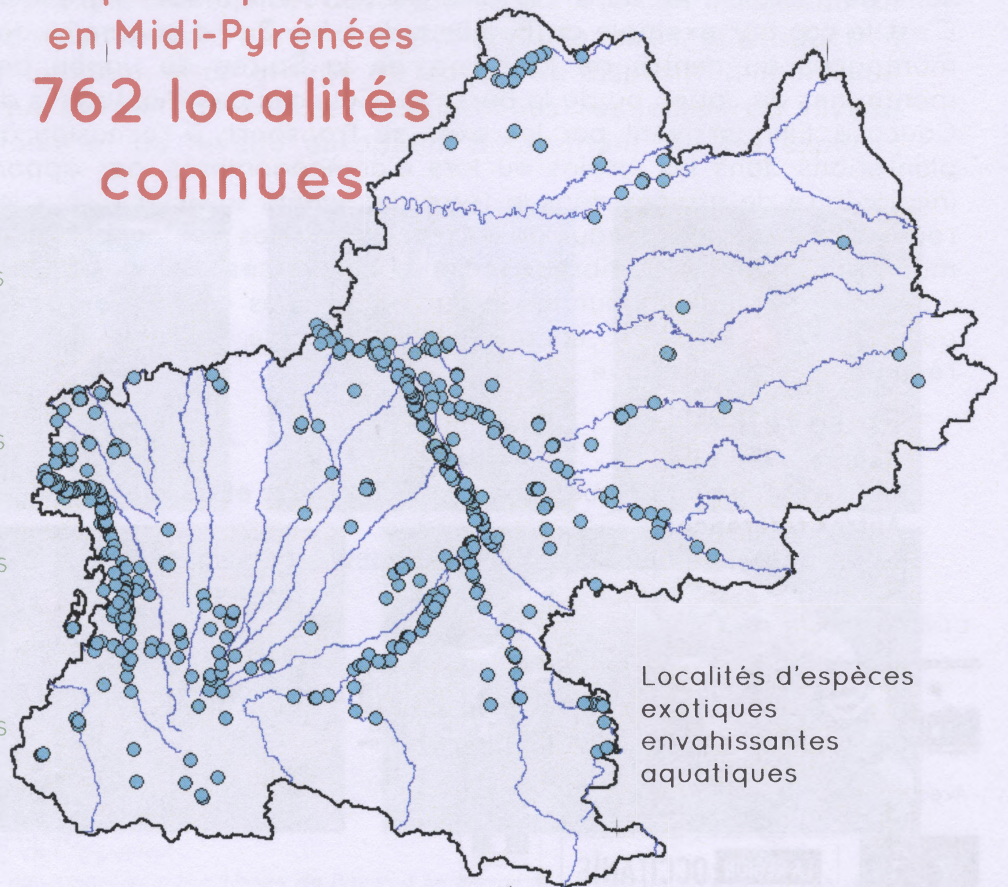 en Midi-Pyrénées
762 localités
connues
Localités d'espèces
exotiques
envahissantes
aquatiques